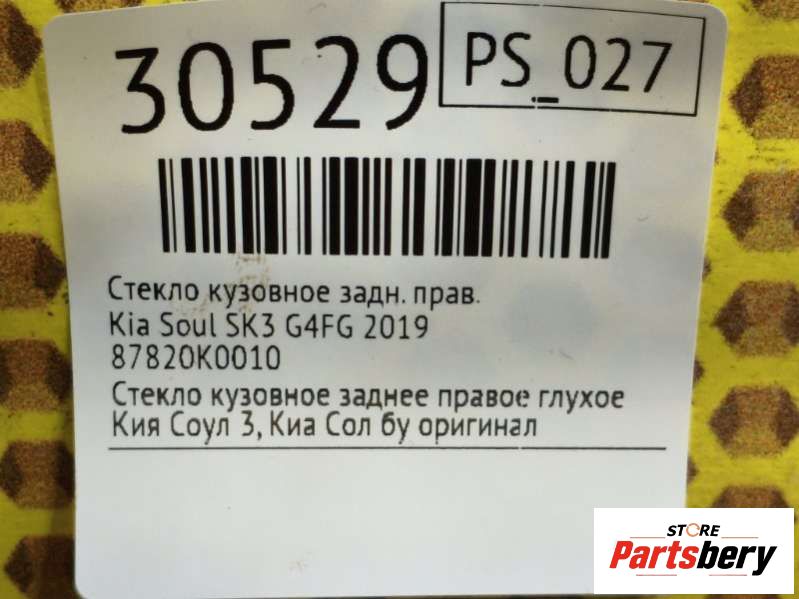 30529
PS_027
Стекло кузовное задн. прав.
Kia Soul SK3 G4FG 2019
87820K0010
Стекло кузовное заднее правое глухое
Кия Соул 3, Киа Сол бу оригинал
STORE
Partsbery